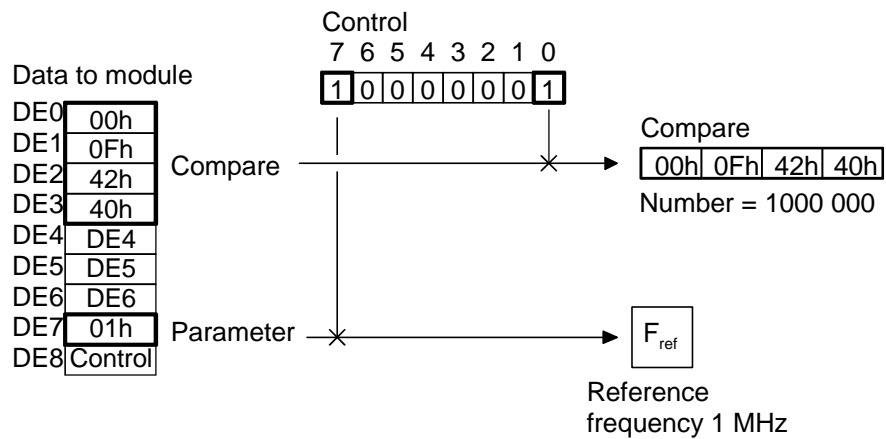 Control
7 6 5 4 3 2 1 0
1 0 0 0 0 0 0 1
Data to module
DE0 00h
DE1 0Fh
DE2 42h
DE3 40h
DE4 DE4
DE5 DE5
DE6 DE6
DE7 01h
DE8 Control
Compare
Parameter
Compare
00h 0Fh 42h 40h
Number = 1000 000
Fref
Reference
frequency 1 MHz